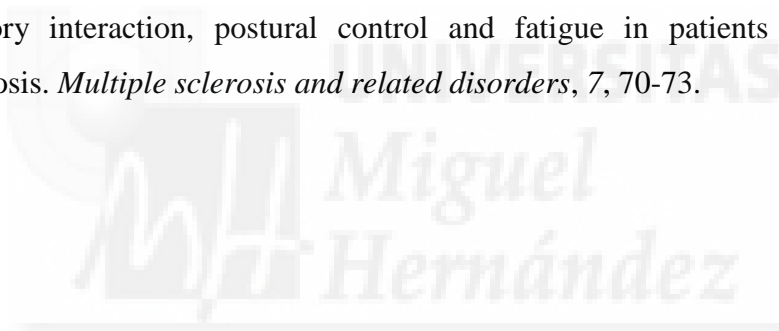 ory interaction, postural control and fatigue in patients
osis. Multiple sclerosis and related disorders, 7, 70-73.
UNIVERSITAS
Miguel
Hernández